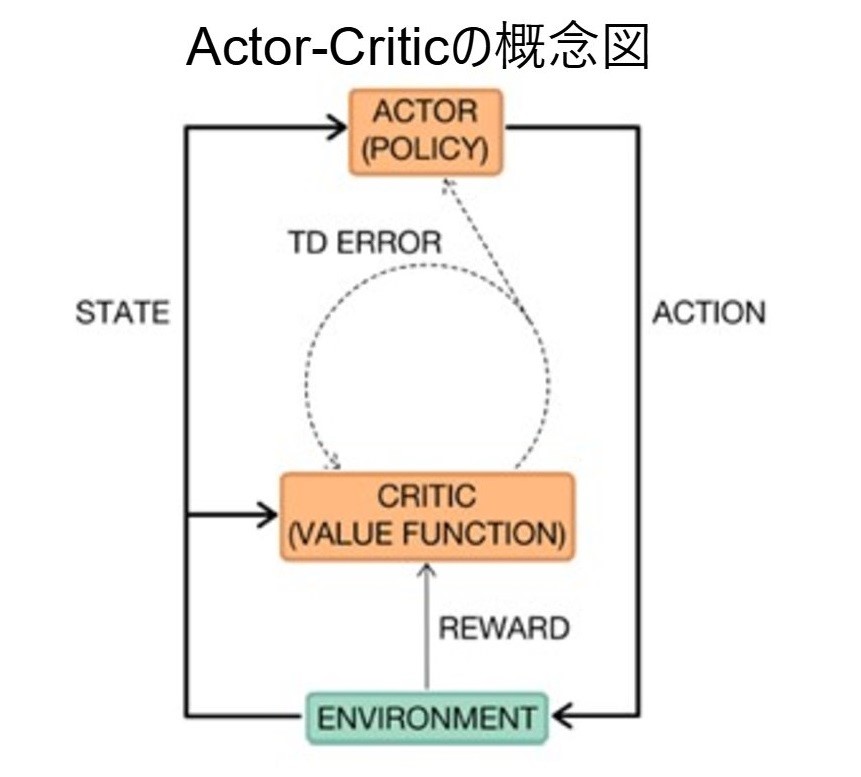 Actor-Criticの概念図
ACTOR
(POLICY)
TD ERROR
STATE
ACTION
CRITIC
(VALUE FUNCTION)
REWARD
ENVIRONMENT